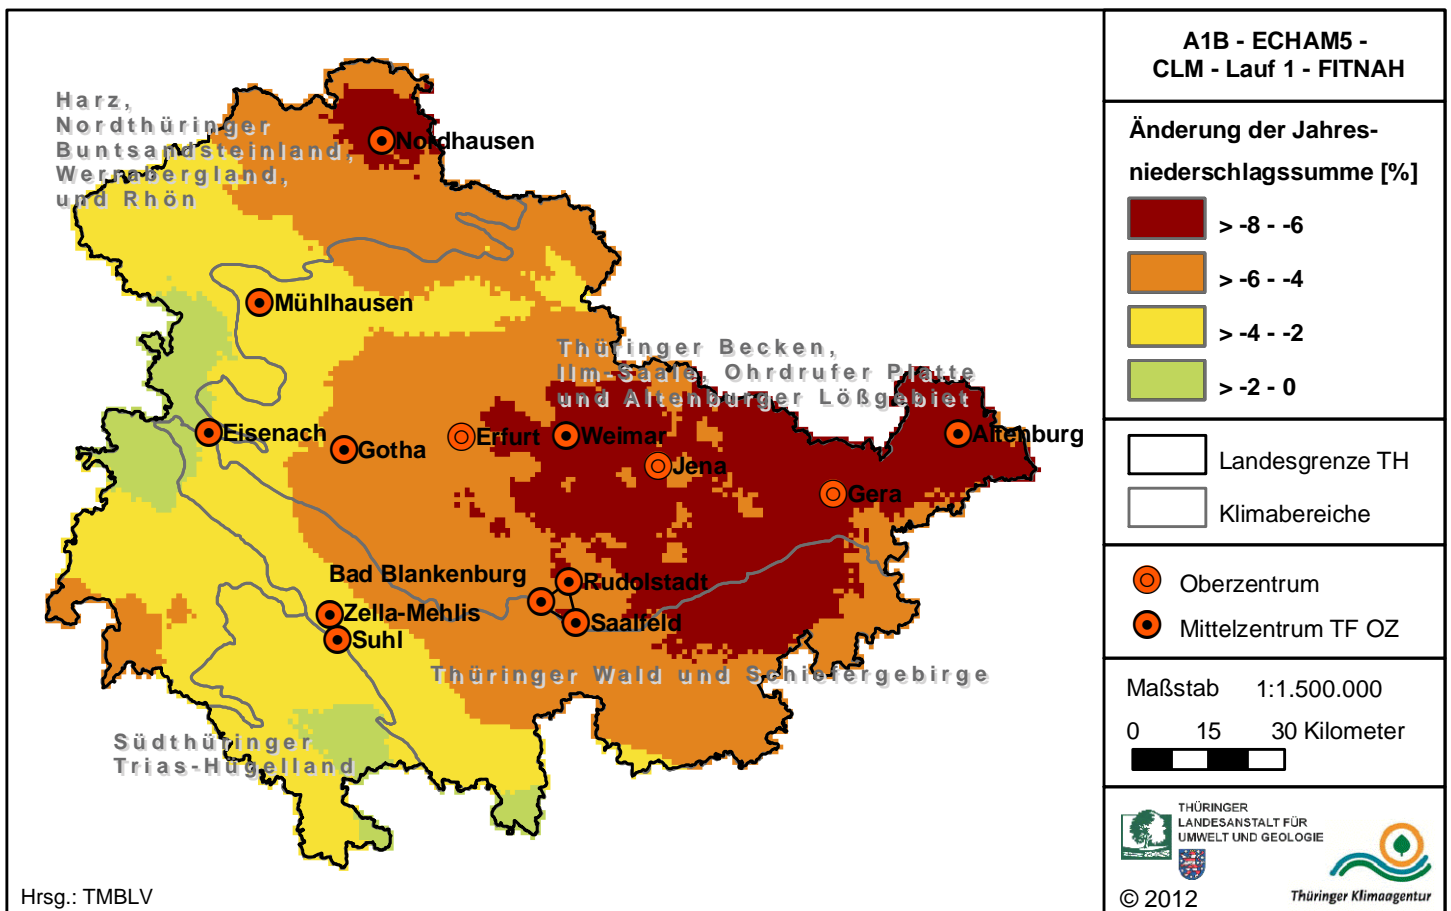 Harz,
Nordthüringer
Buntsandsteinland,
Werrabergland,
und Rhön
Nordhausen
Mühlhausen
Thüringer Becken,
Ilm-Saale, Ohrdrufer Platte
und Altenburger Lößgebiet
Eisenach
Gotha
Erfurt
Weimar
Jena
Altenburg
Gera
Bad Blankenburg
Rudolstadt
Zella-Mehlis
Saalfeld
Suhl
Thüringer Wald und Schiefergebirge
Südthüringer
Trias-Hügelland
Hrsg.: TMBLV
A1B - ECHAM5 -
CLM - Lauf 1 - FITNAH
Änderung der Jahres-
niederschlagssumme [%]
> -8 - -6
> -6 - -4
> -4 - -2
> -2 - 0
Landesgrenze TH
Klimabereiche
Oberzentrum
Mittelzentrum TF OZ
Maßstab 1:1.500.000
0 15 30 Kilometer
THÜRINGER
LANDESANSTALT FÜR
UMWELT UND GEOLOGIE
© 2012
Thüringer Klimaagentur